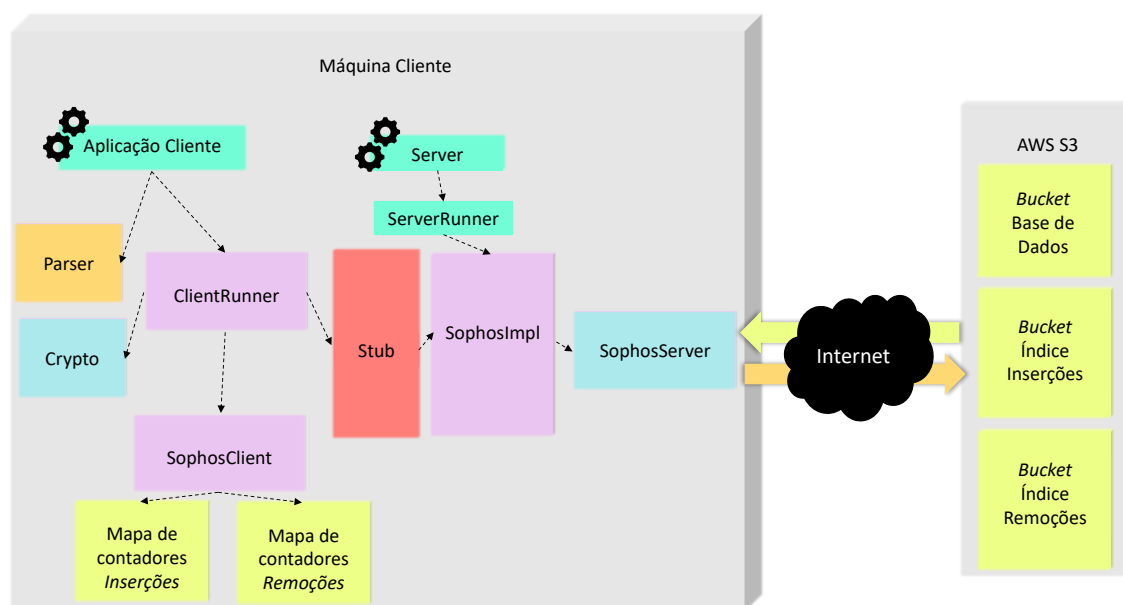 Máquina Cliente
Aplicação Cliente
Server
ServerRunner
Parser
ClientRunner
Crypto
Stub
SophosImpl
SophosServer
SophosClient
Mapa de
contadores
Inserções
Mapa de
contadores
Remoções
Internet
AWS S3
Bucket
Base de
Dados
Bucket
Índice
Inserções
Bucket
Índice
Remoções